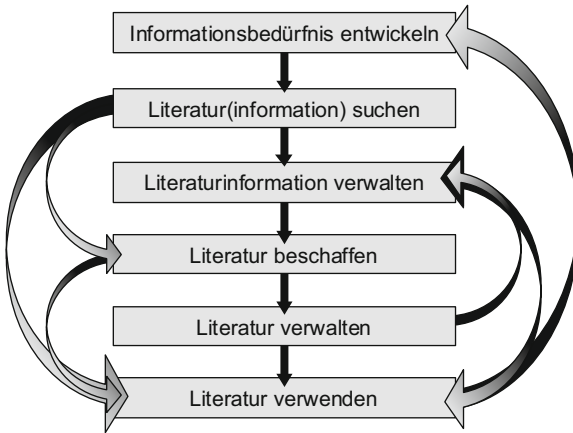 Informationsbedürfnis entwickeln
Literatur(information) suchen
Literaturinformation verwalten
Literatur beschaffen
Literatur verwalten
Literatur verwenden